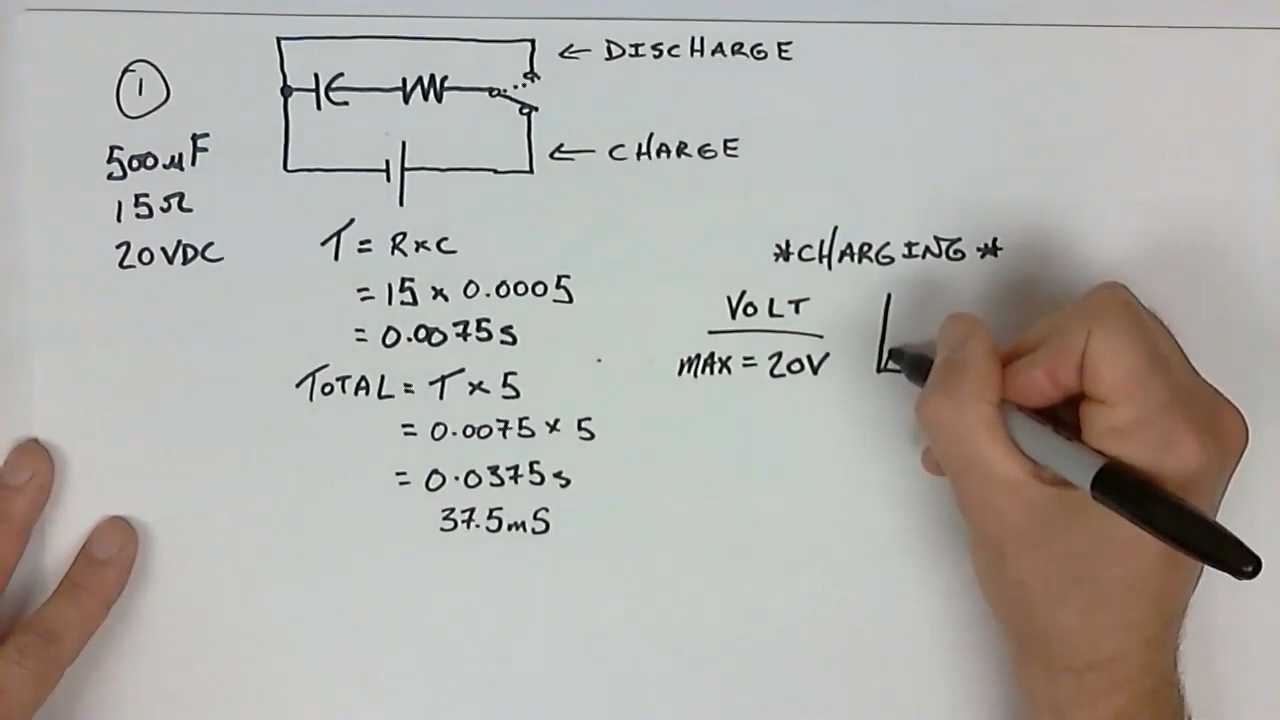 1
500μF
15Ω
20VDC
← DISCHARGE
← CHARGE
T = R×C
= 15 × 0.0005
= 0.0075s
TOTAL = T × 5
= 0.0075 × 5
= 0.0375s
37.5mS
*CHARGING*
VOLT
MAX = 20V